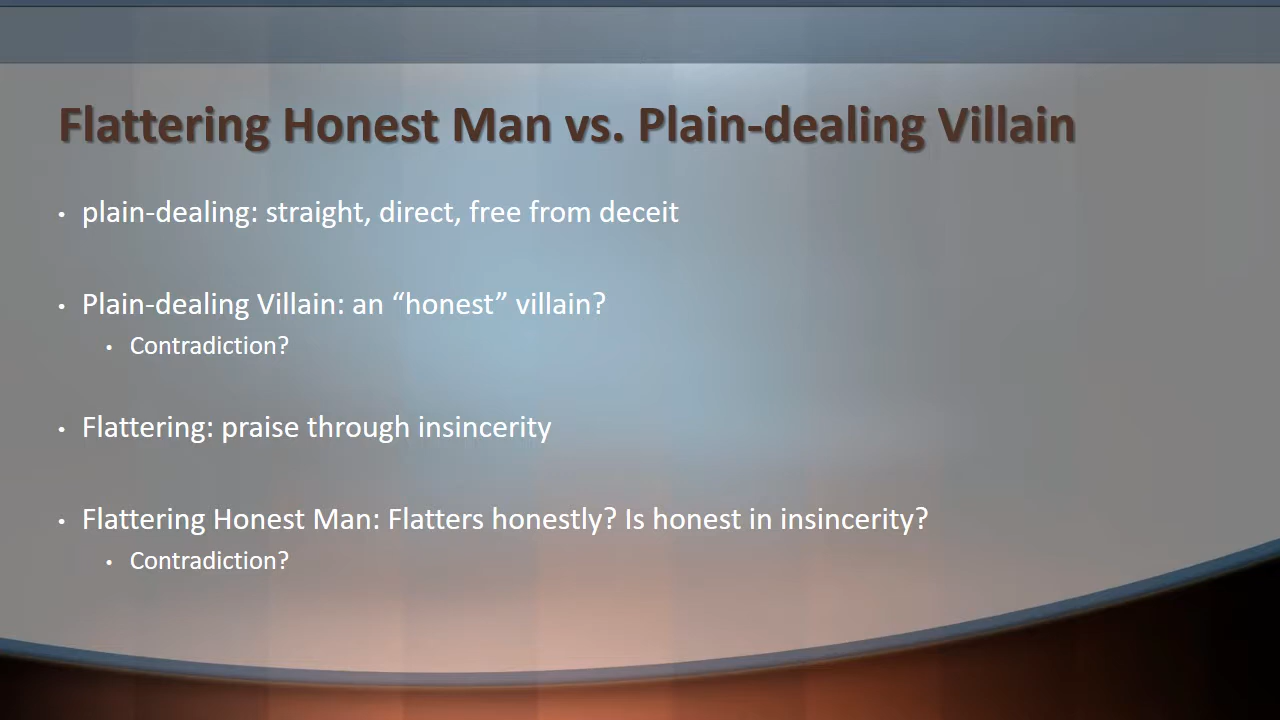 Flattering Honest Man vs. Plain-dealing Villain
• plain-dealing: straight, direct, free from deceit
• Plain-dealing Villain: an “honest” villain?
• Contradiction?
• Flattering: praise through insincerity
• Flattering Honest Man: Flatters honestly? Is honest in insincerity?
• Contradiction?